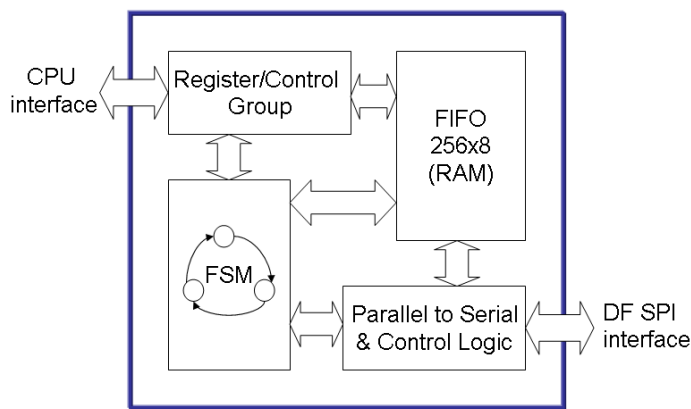 CPU
interface
Register/Control
Group
FIFO
256x8
(RAM)
FSM
Parallel to Serial
& Control Logic
DF SPI
interface